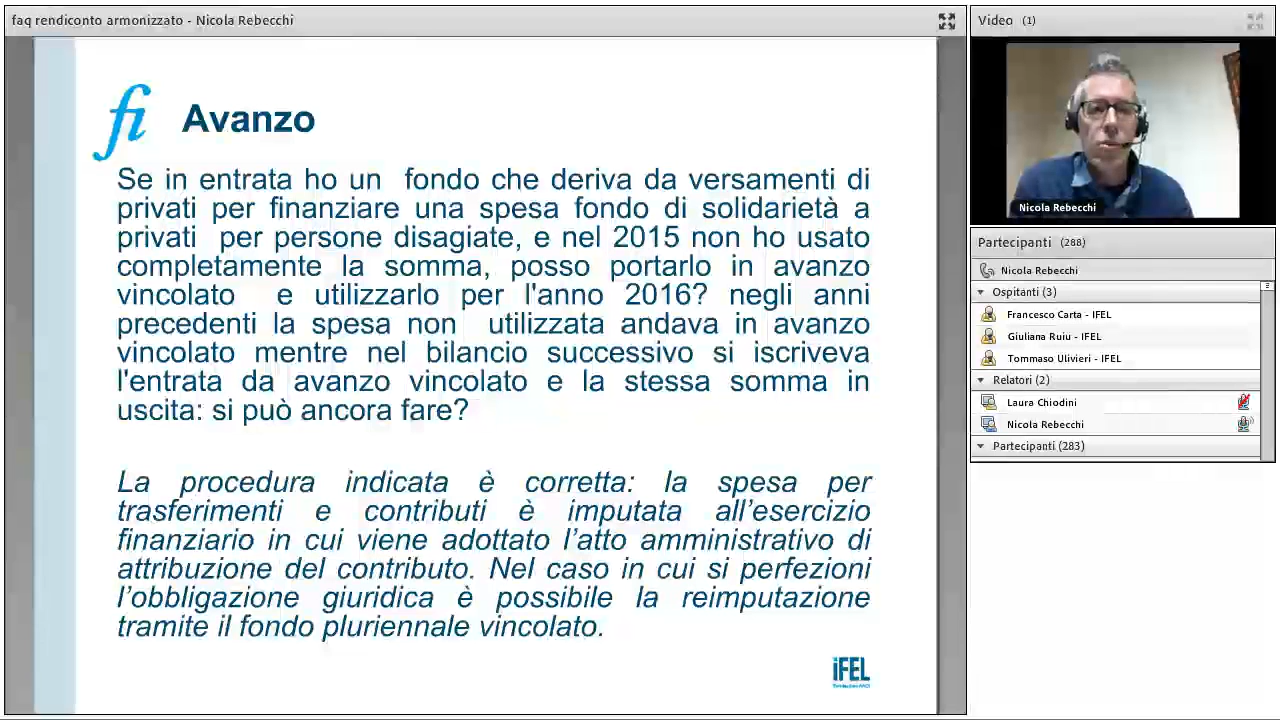 faq rendiconto armonizzato - Nicola Rebecchi
fi Avanzo
Se in entrata ho un fondo che deriva da versamenti di
privati per finanziare una spesa fondo di solidarietà a
privati per persone disagiate, e nel 2015 non ho usato
completamente la somma, posso portarlo in avanzo
vincolato e utilizzarlo per l'anno 2016? negli anni
precedenti la spesa non utilizzata andava in avanzo
vincolato mentre nel bilancio successivo si iscriveva
l'entrata da avanzo vincolato e la stessa somma in
uscita: si può ancora fare?
La procedura indicata è corretta: la spesa per
trasferimenti e contributi è imputata all’esercizio
finanziario in cui viene adottato l’atto amministrativo di
attribuzione del contributo. Nel caso in cui si perfezioni
l’obbligazione giuridica è possibile la reimputazione
tramite il fondo pluriennale vincolato.
iFEL
Video (1)
Nicola Rebecchi
Partecipanti (288)
Nicola Rebecchi
Ospitanti (3)
Francesco Carta - IFEL
Giuliana Ruiu - IFEL
Tommaso Ulivieri - IFEL
Relatori (2)
Laura Chiodini
Nicola Rebecchi
Partecipanti (283)